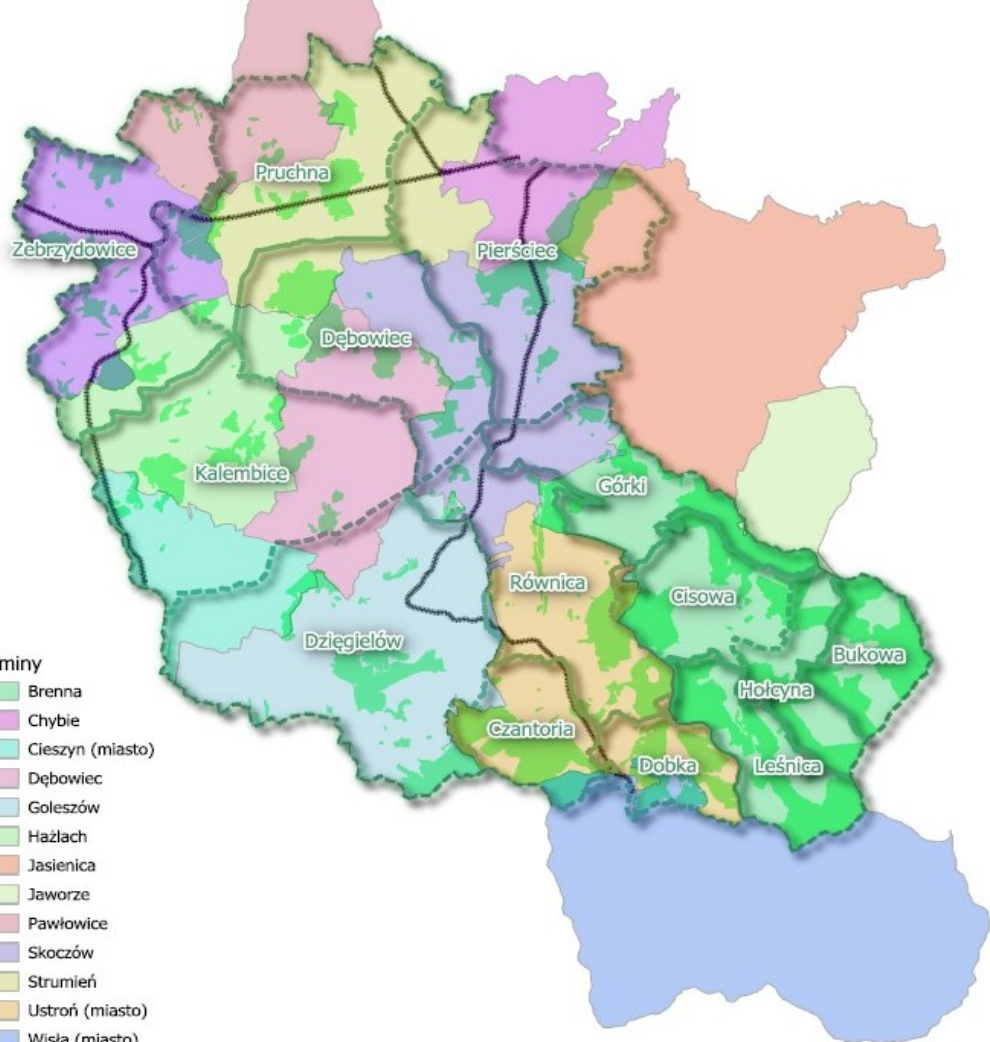 Pruchna
Zebrzydowice
Pierściec
Dębowiec
Kalembice
Górki
Równica
Cisowa
Dzięgielów
Bukowa
Hołcyna
Czantoria
Dobka
Leśnica
miny
Brenna
Chybie
Cieszyn (miasto)
Dębowiec
Goleszów
Hażlach
Jasienica
Jaworze
Pawłowice
Skoczów
Strumień
Ustroń (miasto)
Wisła (miasto)